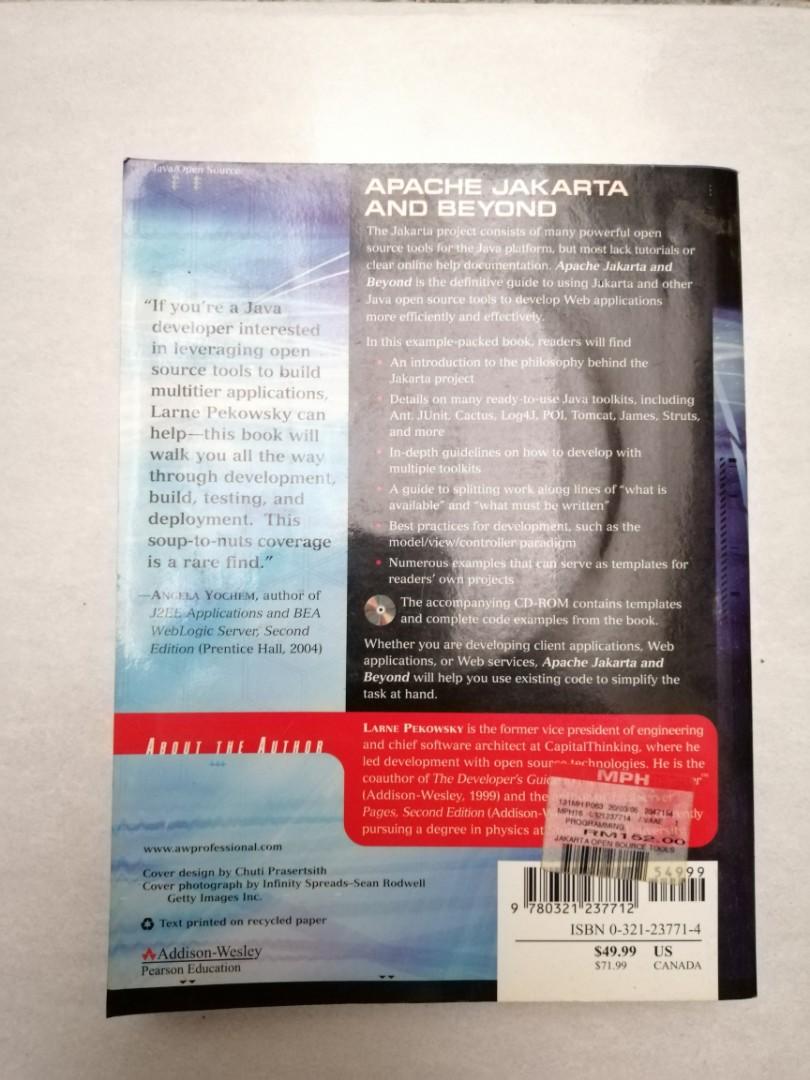 Java/Open Source
"If you're a Java
developer interested
in leveraging open
source tools to build
multitier applications,
Larne Pekowsky can
help—this book will
walk you all the way
through development,
build, testing, and
deployment. This
soup-to-nuts coverage
is a rare find."
—ANGELA YOCHEM, author of
J2EE Applications and BEA
WebLogic Server, Second
Edition (Prentice Hall, 2004)
APACHE JAKARTA
AND BEYOND
The Jakarta project consists of many powerful open
source tools for the Java platform, but most lack tutorials or
clear online help documentation. Apache Jakarta and
Beyond is the definitive guide to using Jakarta and other
Java open source tools to develop Web applications
more efficiently and effectively.
In this example-packed book, readers will find
• An introduction to the philosophy behind the
Jakarta project
• Details on many ready-to-use Java toolkits, including
Ant, JUnit, Cactus, Log4J, POI, Tomcat, James, Struts,
and more
• In-depth guidelines on how to develop with
multiple toolkits
• A guide to splitting work along lines of "what is
available" and "what must be written"
• Best practices for development, such as the
model/view/controller paradigm
• Numerous examples that can serve as templates for
readers' own projects
The accompanying CD-ROM contains templates
and complete code examples from the book.
Whether you are developing client applications, Web
applications, or Web services, Apache Jakarta and
Beyond will help you use existing code to simplify the
task at hand.
ABOUT THE AUTHOR
LARNE PEKOWSKY is the former vice president of engineering
and chief software architect at CapitalThinking, where he
led development with open source technologies. He is the
coauthor of The Developer's
(Addison-Wesley, 1999) and the
Pages, Second Edition
pursuing a degree in physics at
MPH
131MH P063 20/03/06
PROGRAMMING
RM152.00
JAKARTA OPEN SOURCE TOOLS
www.awprofessional.com
Cover design by Chuti Prasertsith
Cover photograph by Infinity Spreads–Sean Rodwell
Getty Images Inc.
Text printed on recycled paper
Addison-Wesley
Pearson Education
54999
9 780321 237712
ISBN 0-321-23771-4
$49.99 US
$71.99 CANADA